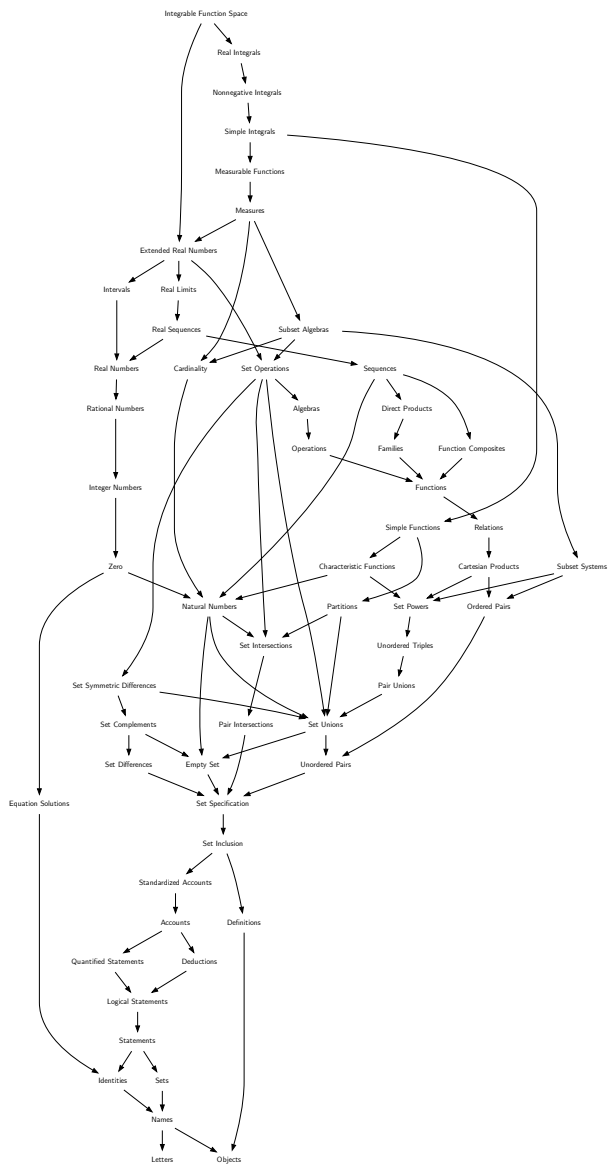 Integrable Function Space
Real Integrals
Nonnegative Integrals
Simple Integrals
Measurable Functions
Measures
Extended Real Numbers
Intervals
Real Limits
Real Sequences
Subset Algebras
Real Numbers
Cardinality
Set Operations
Sequences
Rational Numbers
Algebras
Direct Products
Operations
Families
Function Composites
Integer Numbers
Functions
Simple Functions
Relations
Zero
Characteristic Functions
Cartesian Products
Subset Systems
Natural Numbers
Partitions
Set Powers
Ordered Pairs
Set Intersections
Unordered Triples
Set Symmetric Differences
Pair Unions
Set Complements
Pair Intersections
Set Unions
Set Differences
Empty Set
Unordered Pairs
Equation Solutions
Set Specification
Set Inclusion
Standardized Accounts
Accounts
Definitions
Quantified Statements
Deductions
Logical Statements
Statements
Identities
Sets
Names
Letters
Objects